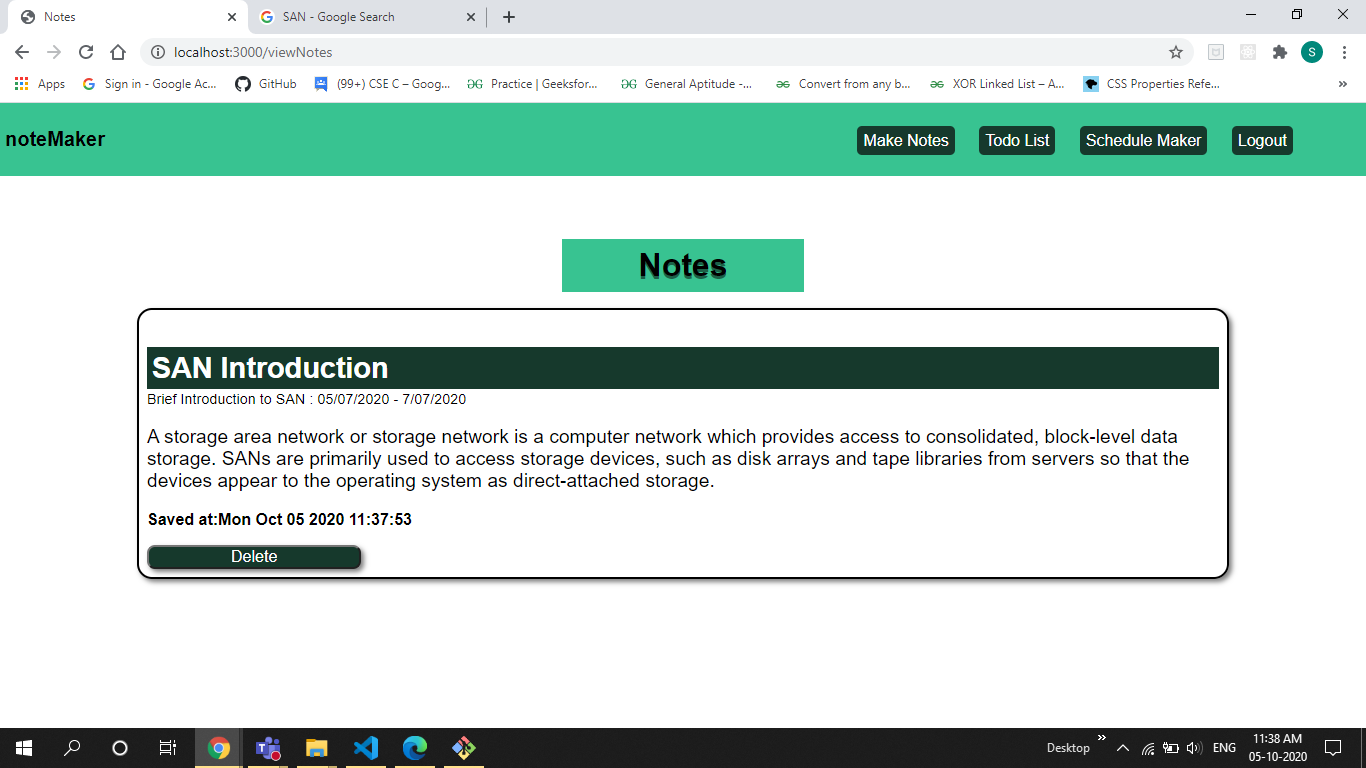 Notes
SAN - Google Search
localhost:3000/viewNotes
S
Apps
Sign in - Google Ac...
GitHub
(99+) CSE C – Goog...
Practice | Geeksfor...
General Aptitude -...
Convert from any b...
XOR Linked List – A...
CSS Properties Refe...
noteMaker
Make Notes
Todo List
Schedule Maker
Logout
Notes
SAN Introduction
Brief Introduction to SAN : 05/07/2020 - 7/07/2020
A storage area network or storage network is a computer network which provides access to consolidated, block-level data
storage. SANs are primarily used to access storage devices, such as disk arrays and tape libraries from servers so that the
devices appear to the operating system as direct-attached storage.
Saved at:Mon Oct 05 2020 11:37:53
Delete
Desktop
ENG
11:38 AM
05-10-2020